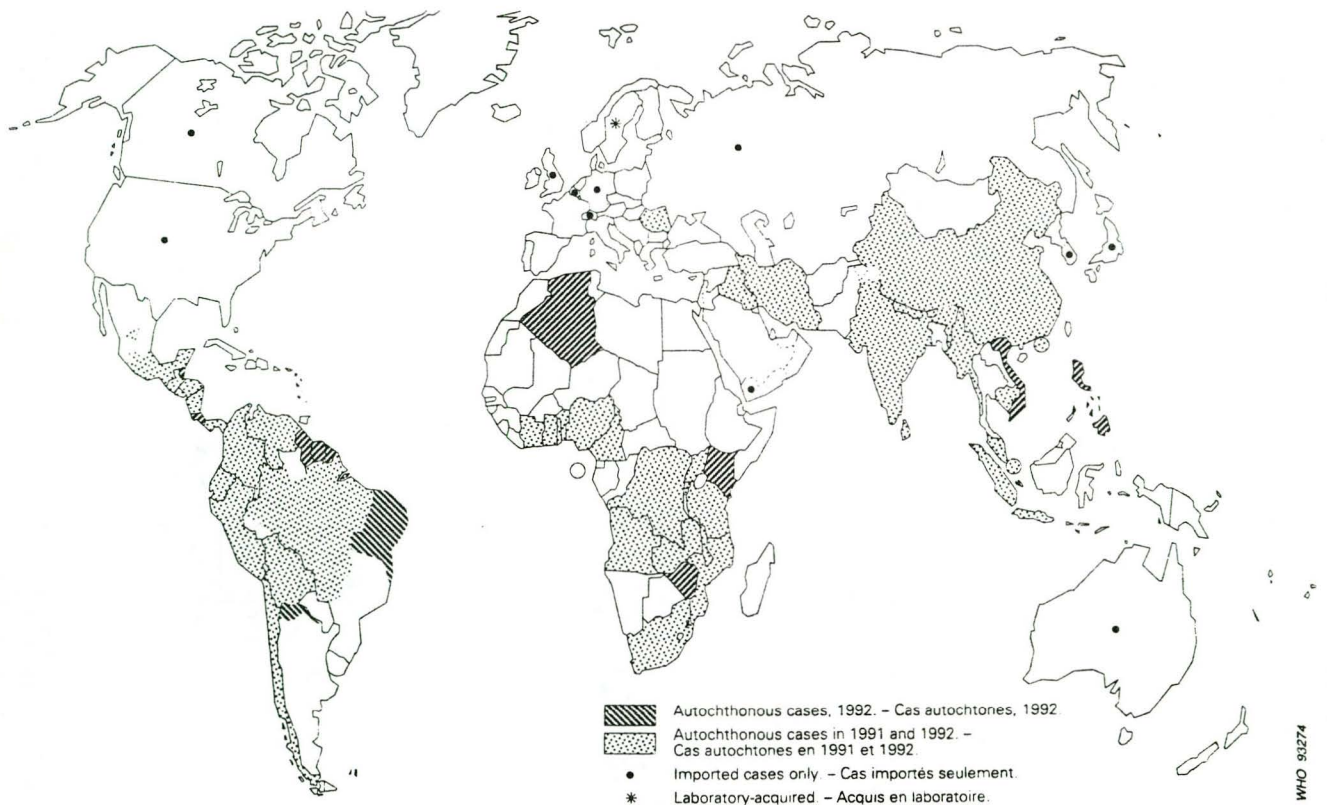 Autochthonous cases, 1992. – Cas autochtones, 1992.
Autochthonous cases in 1991 and 1992. –
Cas autochtones en 1991 et 1992.
Imported cases only. – Cas importés seulement.
Laboratory-acquired. – Acquis en laboratoire.
WHO 93274